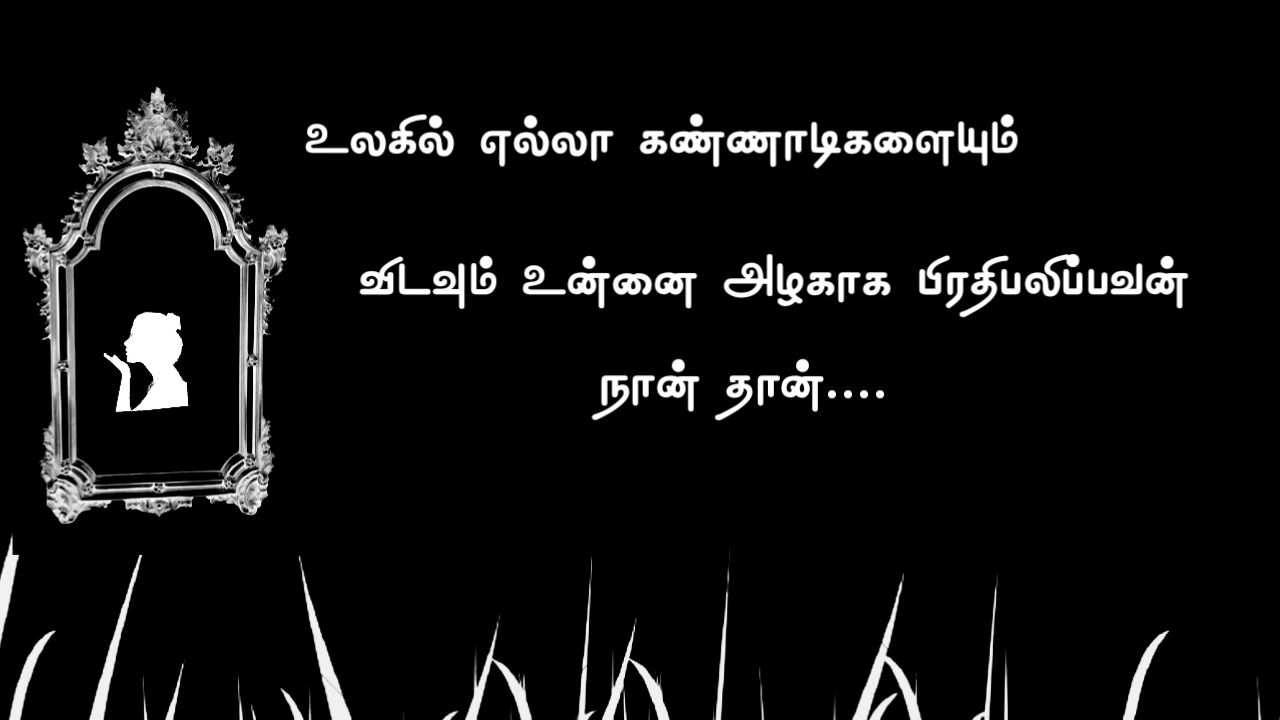 உலகில் எல்லா கண்ணாடிகளையும்
விடவும் உன்னை அழகாக பிரதிபலிப்பவன்
நான் தான்....